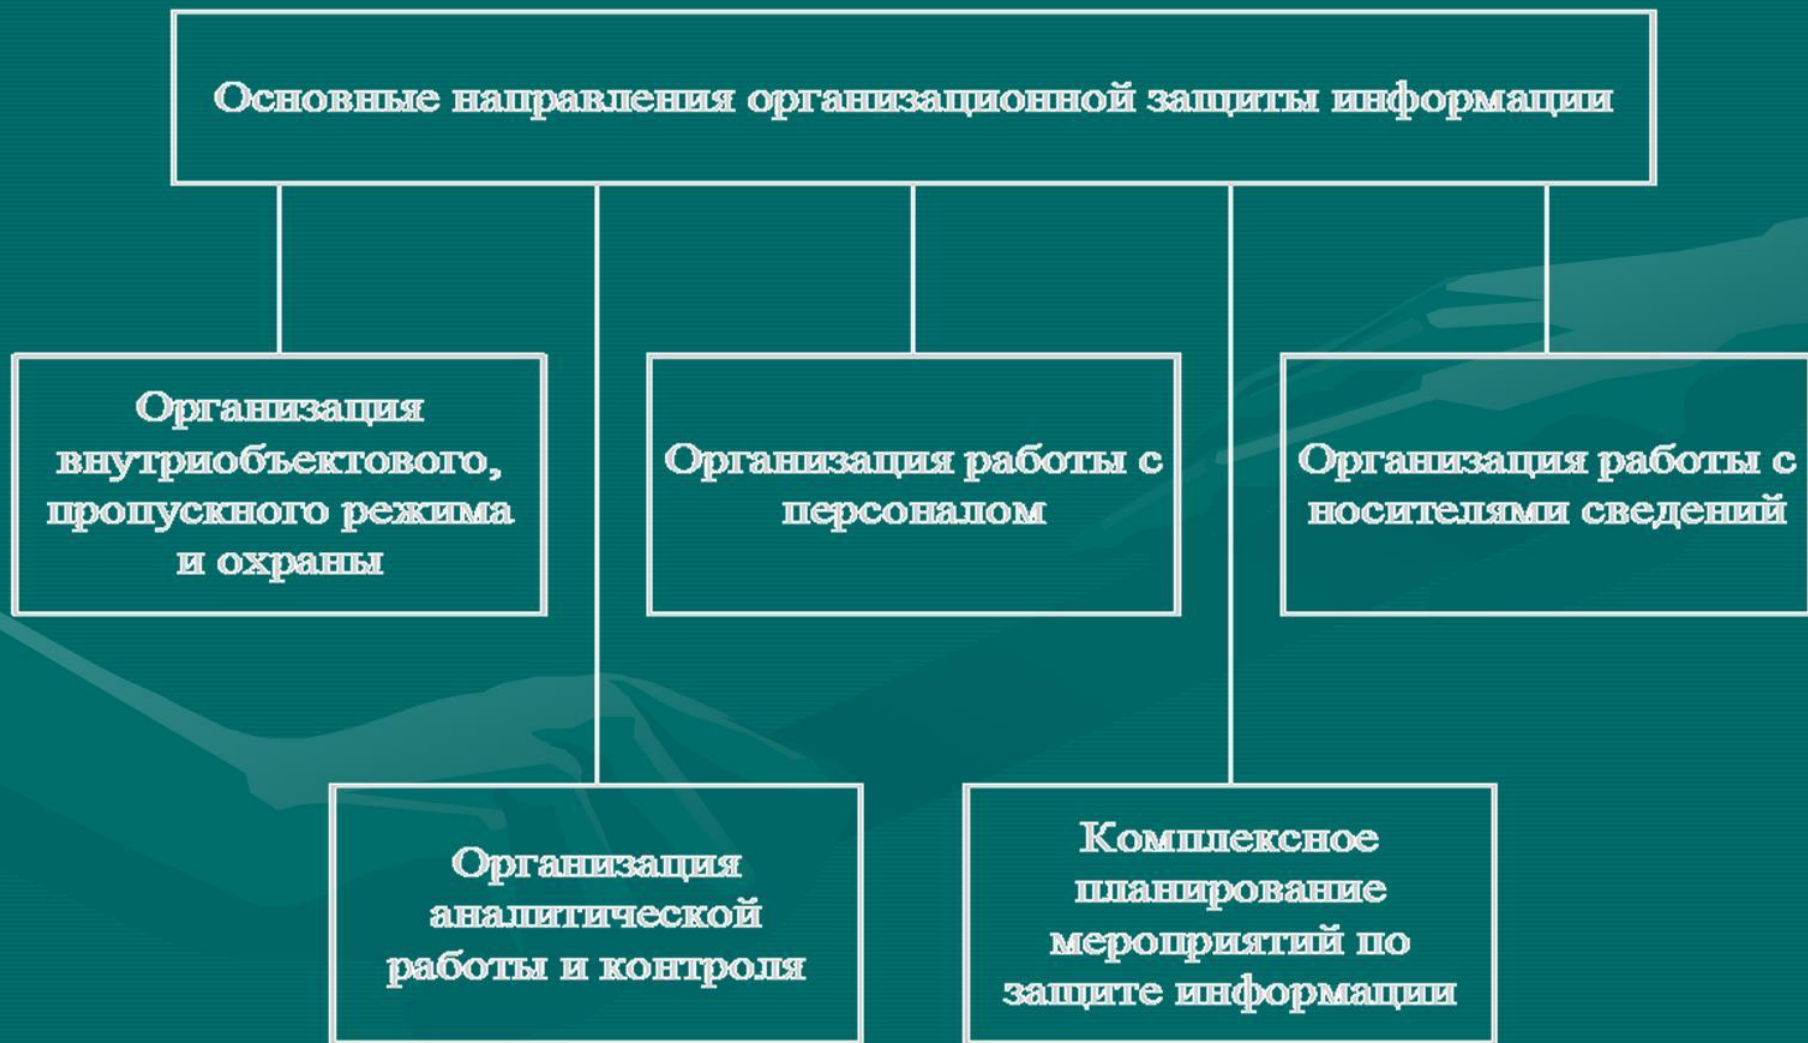 Основные направления организационной защиты информации
Организация
внутриобъектового,
пропускного режима
и охраны
Организация работы с
персоналом
Организация работы с
носителями сведений
Организация
аналитической
работы и контроля
Комплексное
планирование
мероприятий по
защите информации